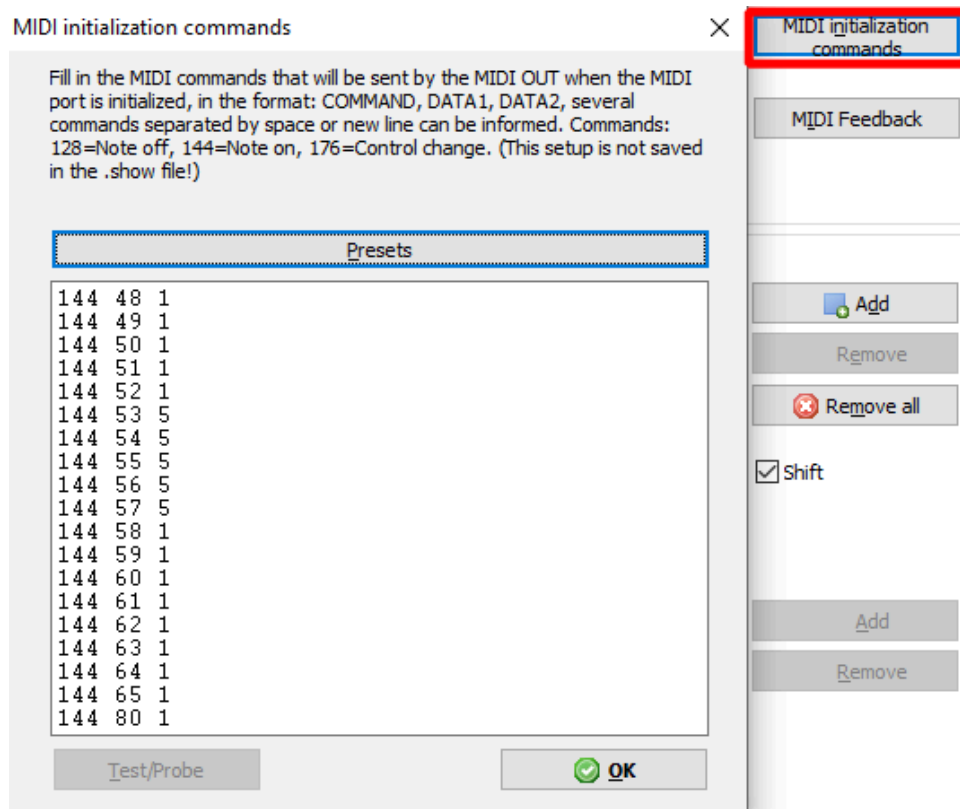 MIDI initialization commands
Fill in the MIDI commands that will be sent by the MIDI OUT when the MIDI
port is initialized, in the format: COMMAND, DATA1, DATA2, several
commands separated by space or new line can be informed. Commands:
128=Note off, 144=Note on, 176=Control change. (This setup is not saved
in the .show file!)
Presets
144 48 1
144 49 1
144 50 1
144 51 1
144 52 1
144 53 5
144 54 5
144 55 5
144 56 5
144 57 5
144 58 1
144 59 1
144 60 1
144 61 1
144 62 1
144 63 1
144 64 1
144 65 1
144 80 1
Test/Probe
OK
MIDI initialization
commands
MIDI Feedback
Add
Remove
Remove all
Shift
Add
Remove